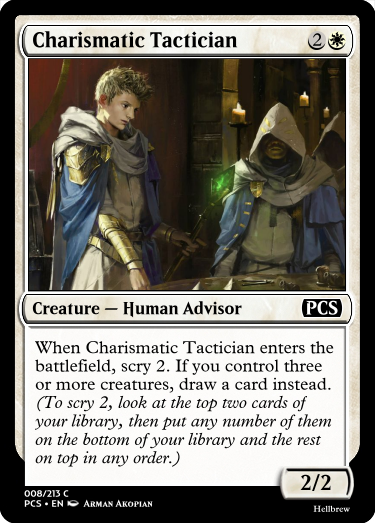 Charismatic Tactician 2
Creature — Human Advisor PCS
When Charismatic Tactician enters the
battlefield, scry 2. If you control three
or more creatures, draw a card instead.
(To scry 2, look at the top two cards of
your library, then put any number of them
on the bottom of your library and the rest
on top in any order.)
2/2
008/213 C
PCS • EN Arman Akopian
Hellbrew